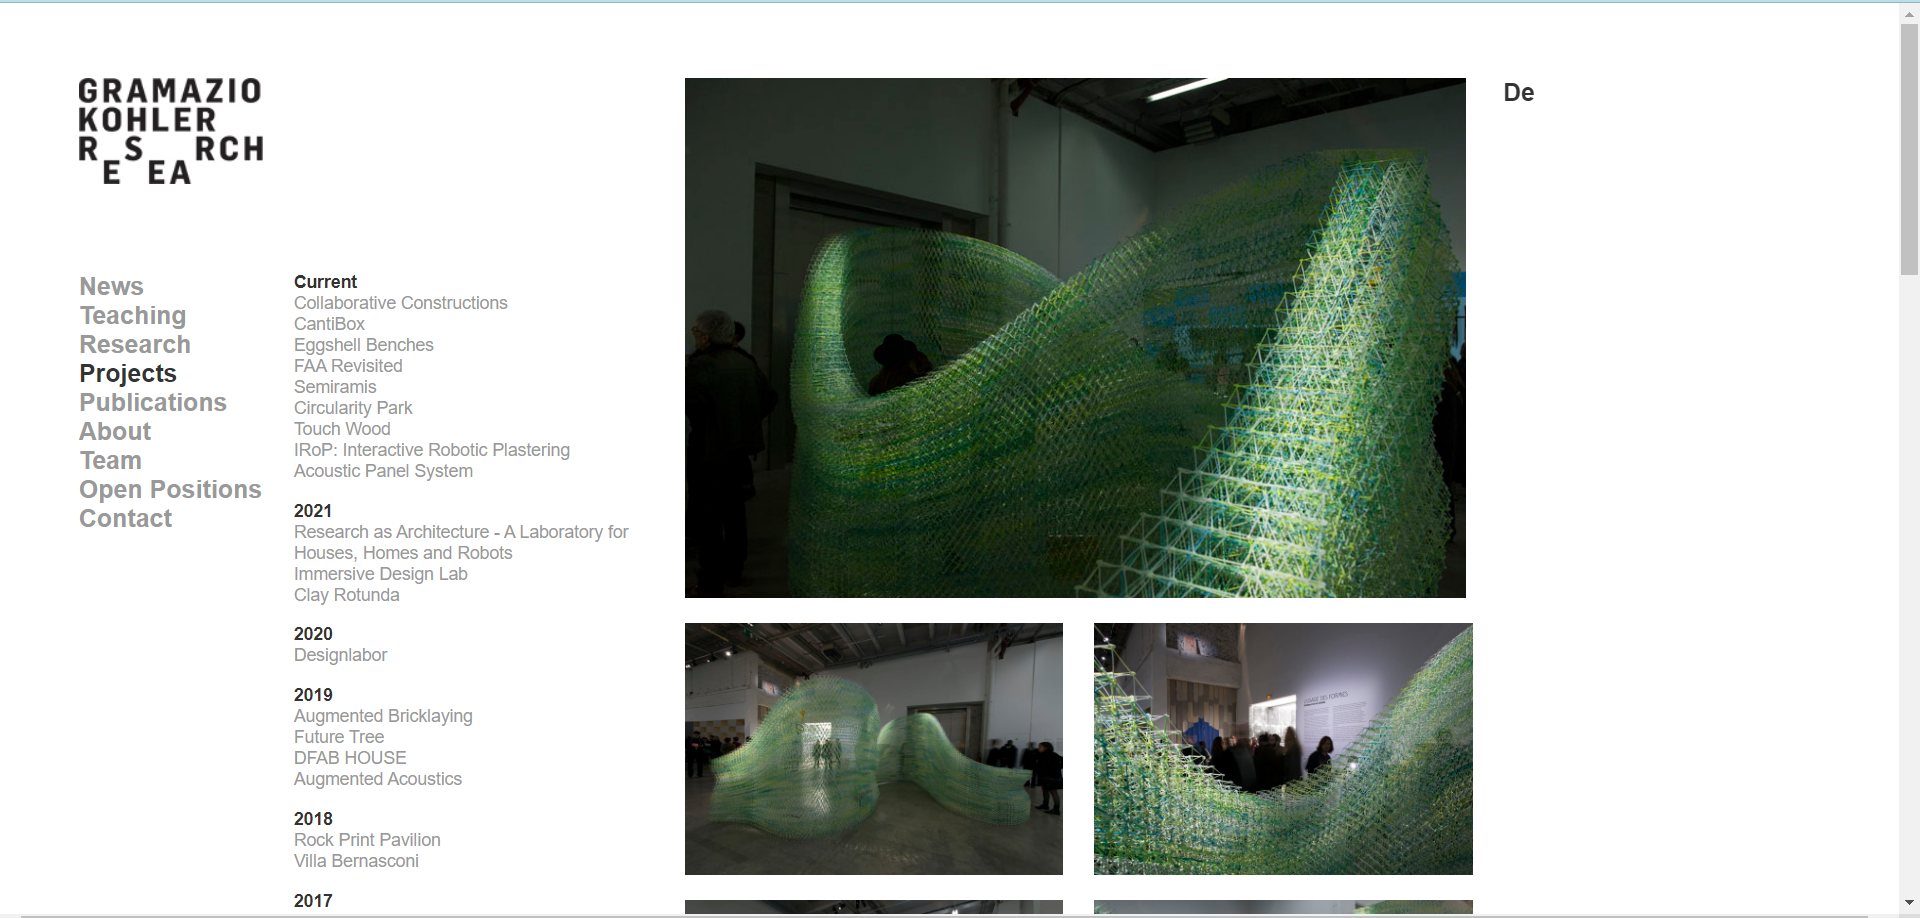 GRAMAZIO
KOHLER
RESEARCH
De
News
Teaching
Research
Projects
Publications
About
Team
Open Positions
Contact
Current
Collaborative Constructions
CantiBox
Eggshell Benches
FAA Revisited
Semiramis
Circularity Park
Touch Wood
IRoP: Interactive Robotic Plastering
Acoustic Panel System
2021
Research as Architecture - A Laboratory for
Houses, Homes and Robots
Immersive Design Lab
Clay Rotunda
2020
Designlabor
2019
Augmented Bricklaying
Future Tree
DFAB HOUSE
Augmented Acoustics
2018
Rock Print Pavilion
Villa Bernasconi
2017